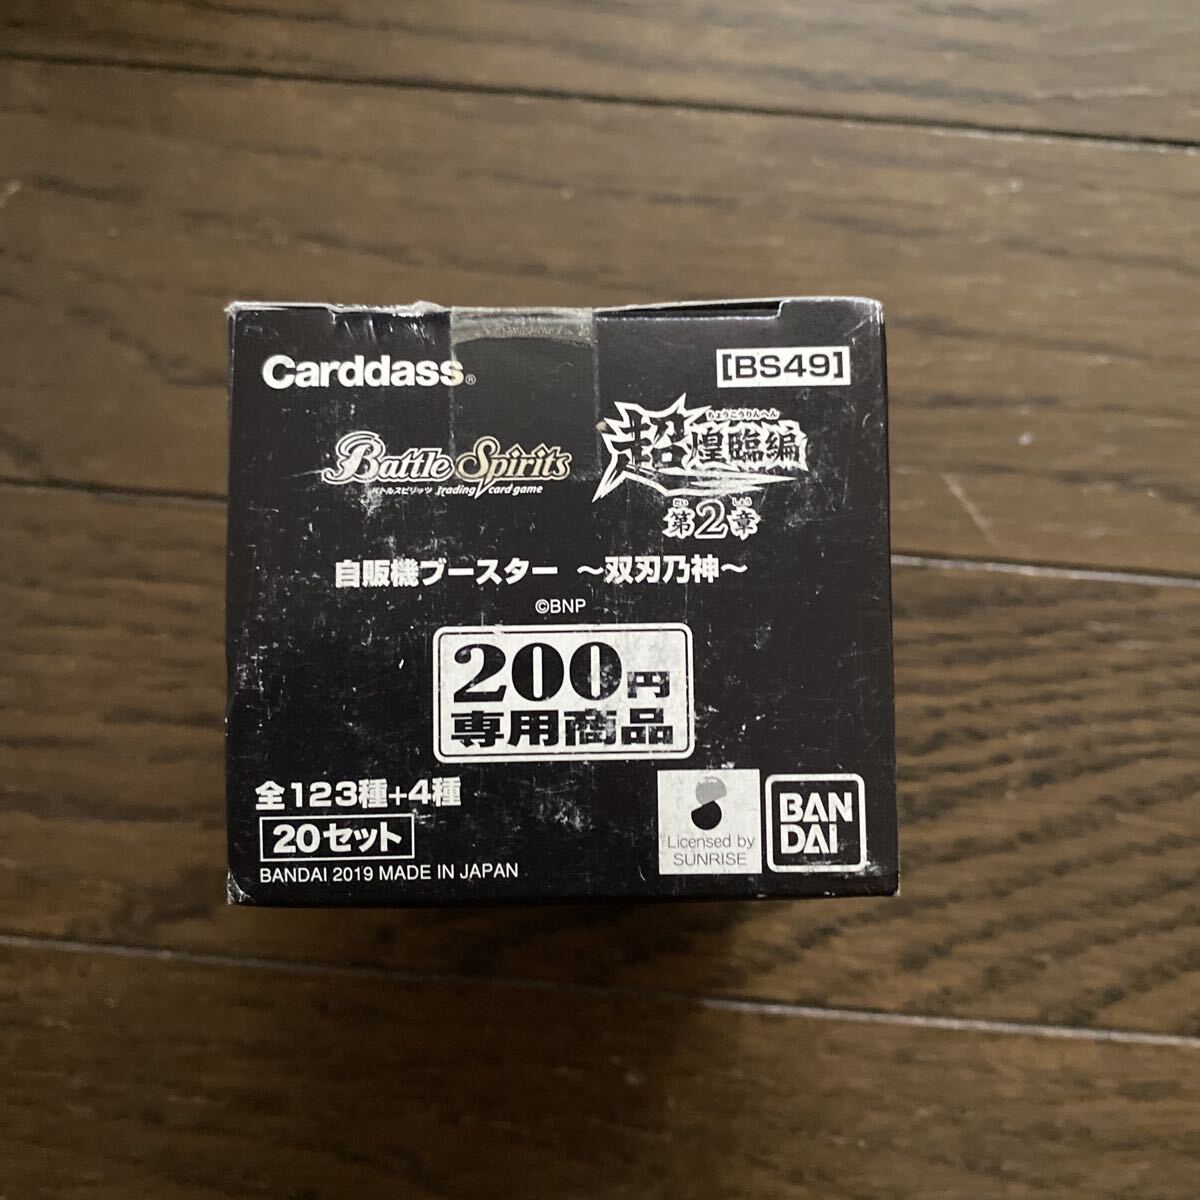 Carddass®
[BS49]
Battle Spirits
バトルスピリッツ Trading card game
ちょうこうりんへん
超煌臨編
だい しょう
第2章
自販機ブースター ～双刃乃神～
©BNP
200円
専用商品
全123種+4種
20セット
BANDAI 2019 MADE IN JAPAN
Licensed by
SUNRISE
BAN
DAI